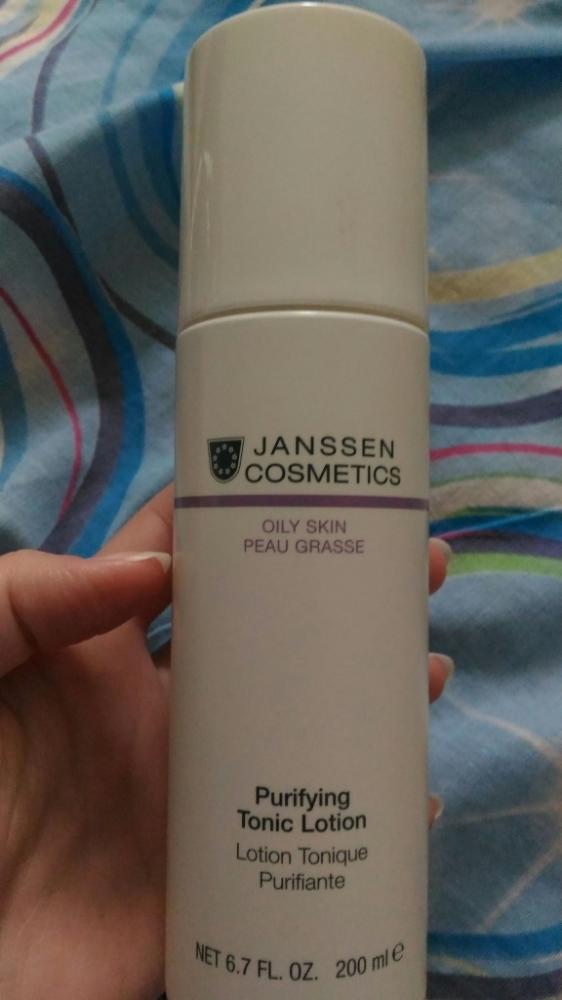 JANSSEN
COSMETICS
OILY SKIN
PEAU GRASSE
Purifying
Tonic Lotion
Lotion Tonique
Purifiante
NET 6.7 FL. OZ. 200 ml ℮